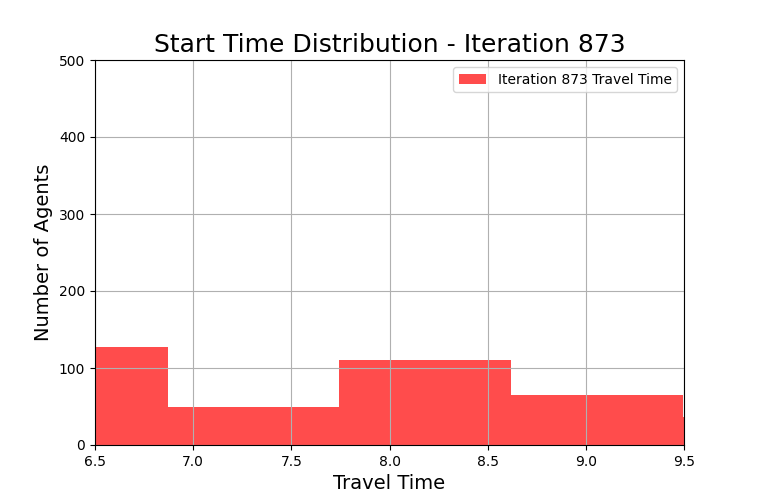 Start Time Distribution - Iteration 873
Iteration 873 Travel Time
500
400
300
200
100
0
Number of Agents
6.5 7.0 7.5 8.0 8.5 9.0 9.5
Travel Time